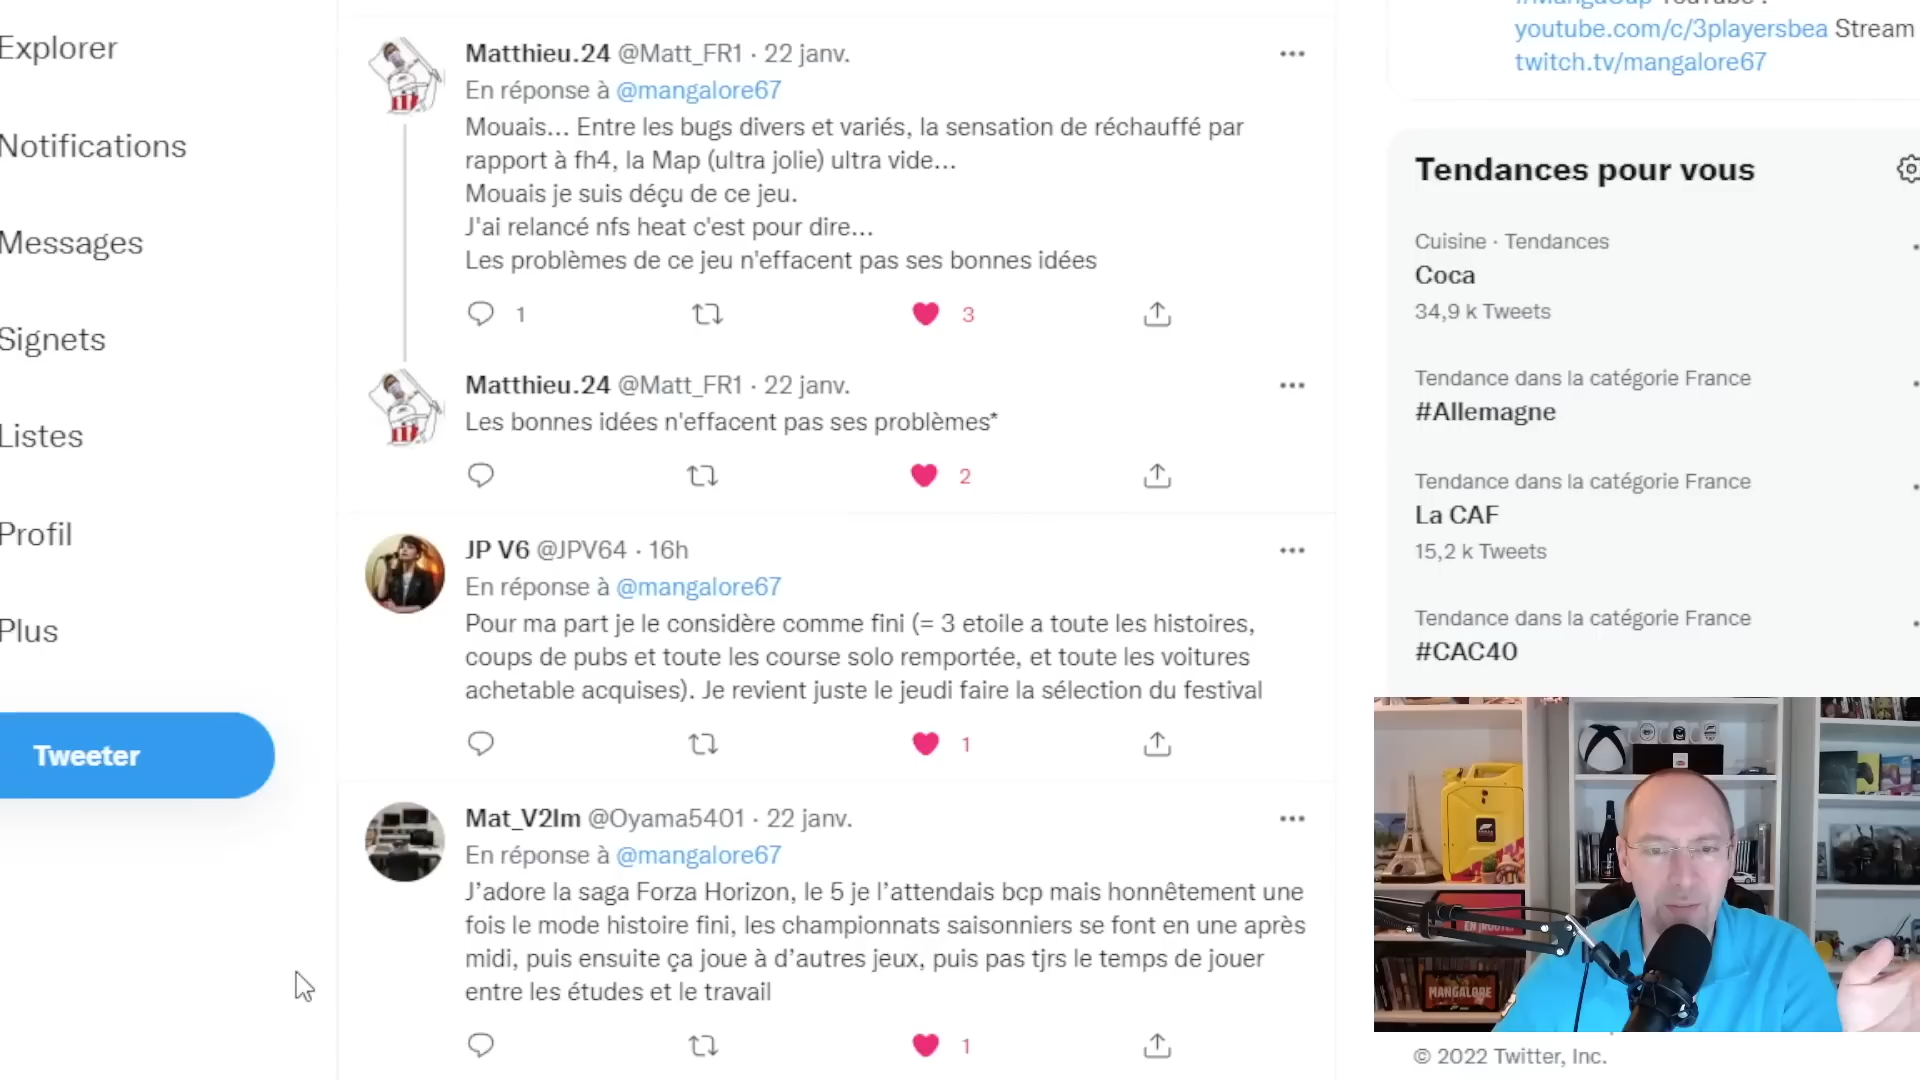 Explorer
Notifications
Messages
Signets
Listes
Profil
Plus
Tweeter
Matthieu.24 @Matt_FR1 · 22 janv.
En réponse à @mangalore67
Mouais... Entre les bugs divers et variés, la sensation de réchauffé par
rapport à fh4, la Map (ultra jolie) ultra vide...
Mouais je suis déçu de ce jeu.
J'ai relancé nfs heat c'est pour dire...
Les problèmes de ce jeu n'effacent pas ses bonnes idées
1
3
Matthieu.24 @Matt_FR1 · 22 janv.
Les bonnes idées n'effacent pas ses problèmes*
2
JP V6 @JPV64 · 16h
En réponse à @mangalore67
Pour ma part je le considère comme fini (= 3 etoile a toute les histoires,
coups de pubs et toute les course solo remportée, et toute les voitures
achetable acquises). Je revient juste le jeudi faire la sélection du festival
1
Mat_V2lm @Oyama5401 · 22 janv.
En réponse à @mangalore67
J’adore la saga Forza Horizon, le 5 je l’attendais bcp mais honnêtement une
fois le mode histoire fini, les championnats saisonniers se font en une après
midi, puis ensuite ça joue à d’autres jeux, puis pas tjrs le temps de jouer
entre les études et le travail
1
#MangaCup YouTube :
youtube.com/c/3playersbea Stream
twitch.tv/mangalore67
Tendances pour vous
Cuisine · Tendances
Coca
34,9 k Tweets
Tendance dans la catégorie France
#Allemagne
Tendance dans la catégorie France
La CAF
15,2 k Tweets
Tendance dans la catégorie France
#CAC40
MANGALORE
© 2022 Twitter, Inc.